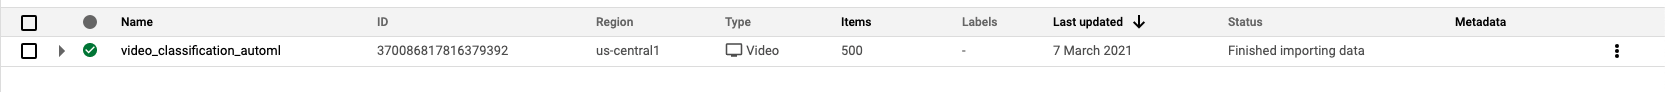 Name ID Region Type Items Labels Last updated Status Metadata
video_classification_automl 370086817816379392 us-central1 Video 500 - 7 March 2021 Finished importing data